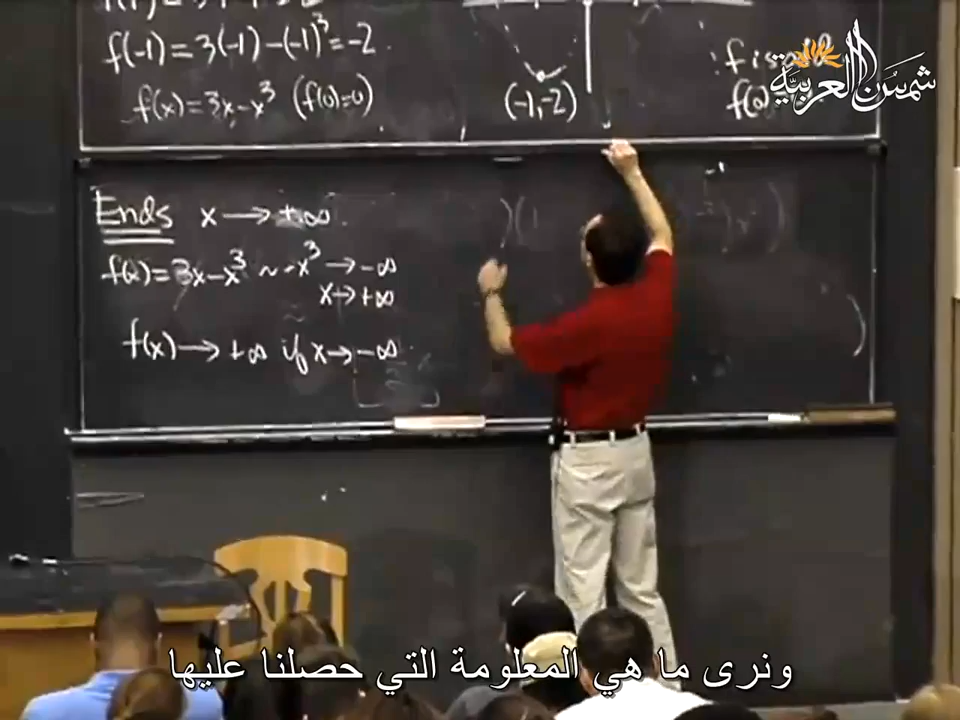 f(-1) = 3(-1) - (-1)³ = -2
f(x) = 3x - x³ (f(0)=0)
(-1,-2)
شمس العربية
Ends x → +∞
f(x) = 3x - x³ ~ -x³ → -∞
x → +∞
f(x) → +∞ if x → -∞
ونرى ما هي المعلومة التي حصلنا عليها